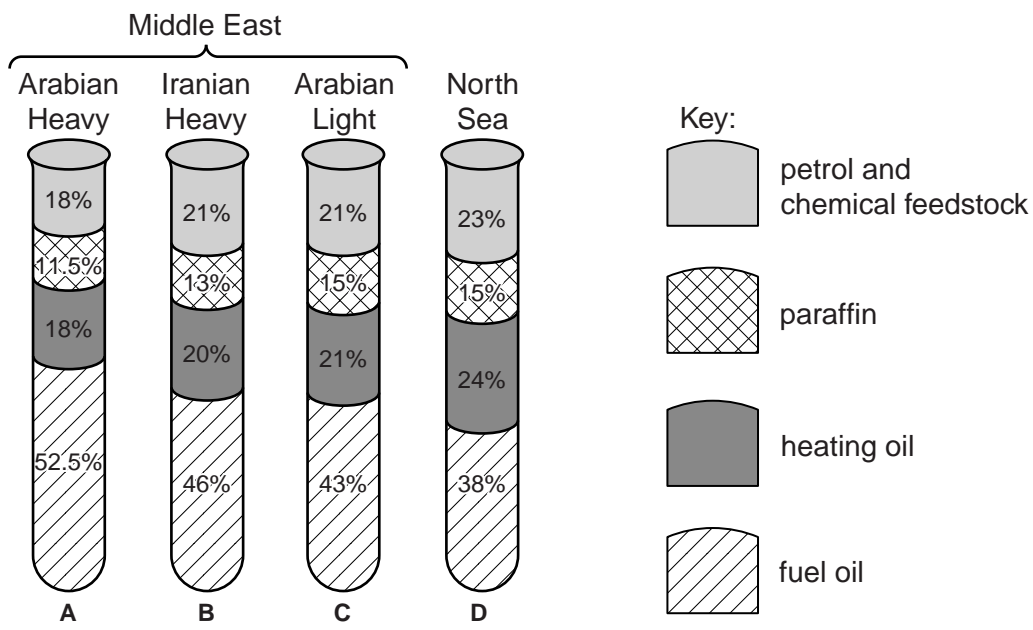 Middle East
Arabian Heavy
Iranian Heavy
Arabian Light
North Sea
18%
11.5%
18%
52.5%
A
21%
13%
20%
46%
B
21%
15%
21%
43%
C
23%
15%
24%
38%
D
Key:
petrol and
chemical feedstock
paraffin
heating oil
fuel oil